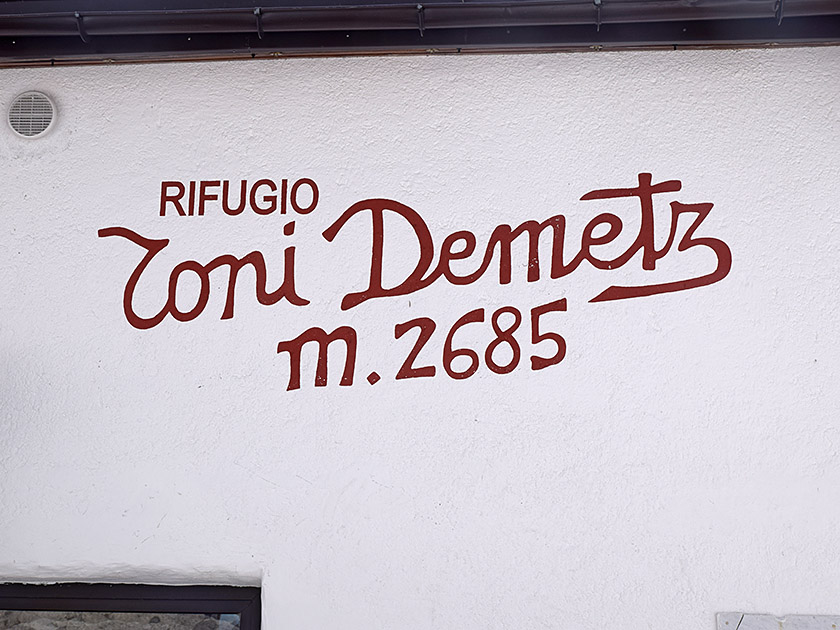 RIFUGIO
Toni Demetz
m. 2685